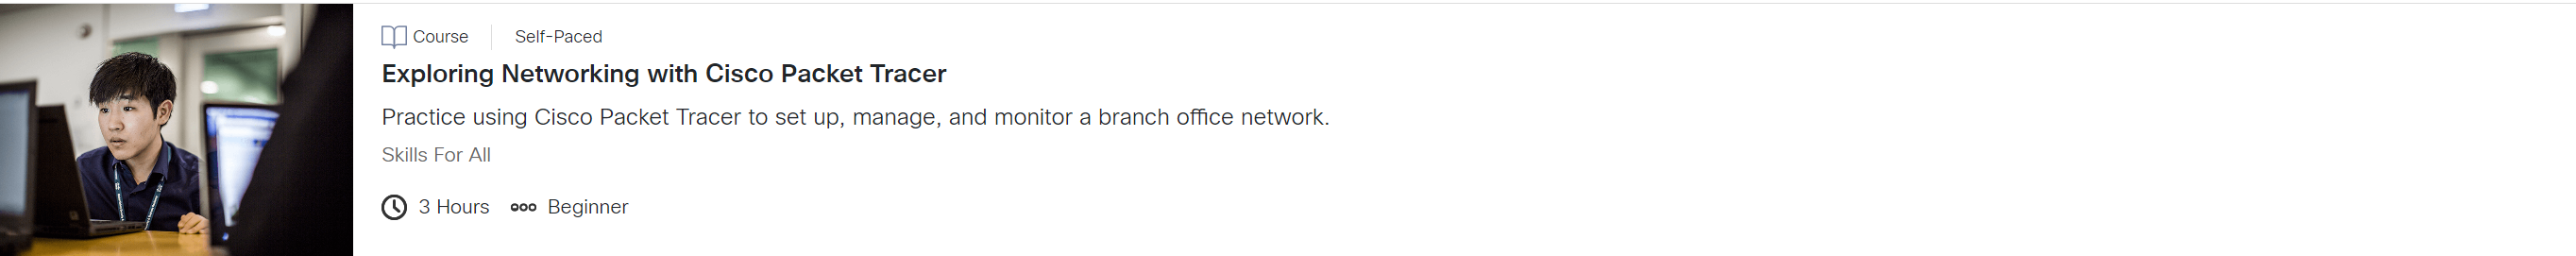 Course
Self-Paced
Exploring Networking with Cisco Packet Tracer
Practice using Cisco Packet Tracer to set up, manage, and monitor a branch office network.
Skills For All
3 Hours
Beginner